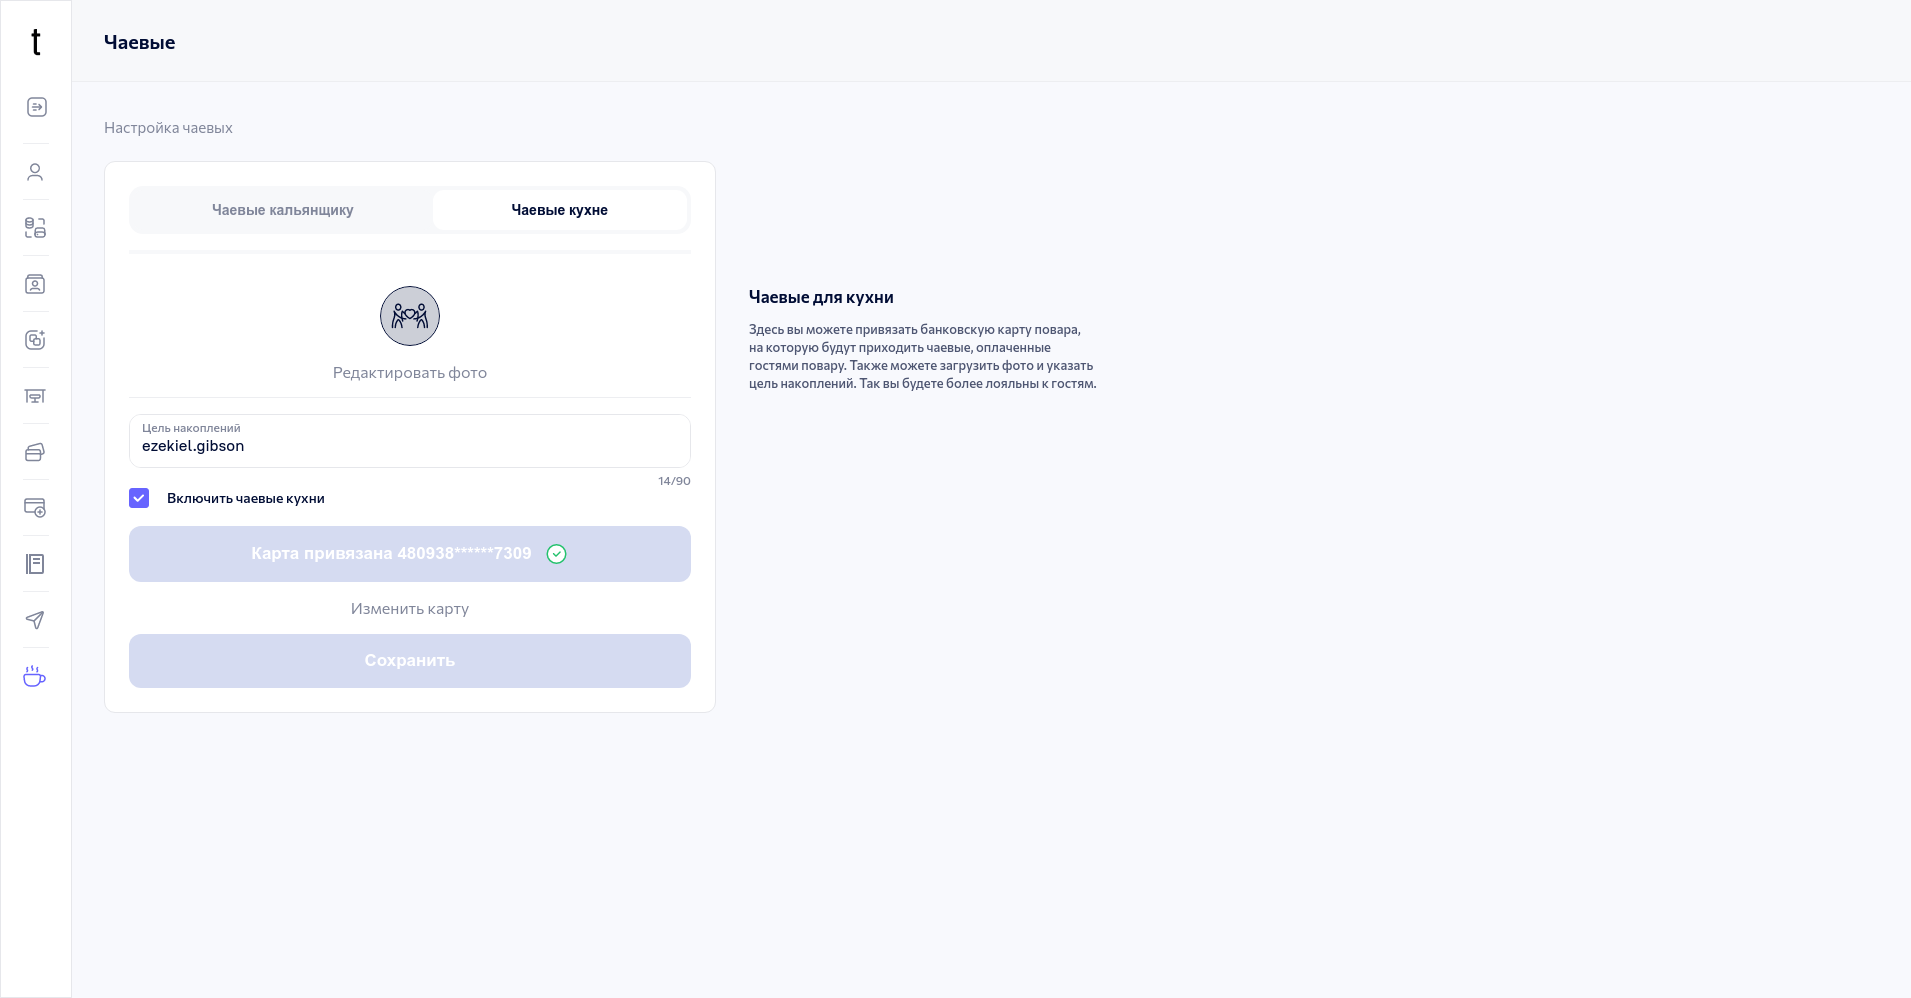 t
Чаевые
Настройка чаевых
Чаевые кальянщику
Чаевые кухне
Редактировать фото
Цель накоплений
ezekiel.gibson
14/90
Включить чаевые кухни
Карта привязана 480938******7309
Изменить карту
Сохранить
Чаевые для кухни
Здесь вы можете привязать банковскую карту повара,
на которую будут приходить чаевые, оплаченные
гостями повару. Также можете загрузить фото и указать
цель накоплений. Так вы будете более лояльны к гостям.